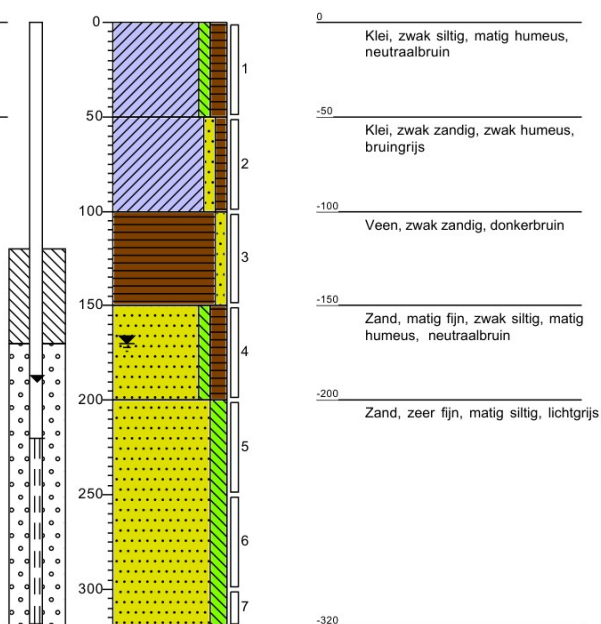 0
0
Klei, zwak siltig, matig humeus,
neutraalbruin
1
50
-50
Klei, zwak zandig, zwak humeus,
bruingrijs
2
100
-100
Veen, zwak zandig, donkerbruin
3
150
-150
Zand, matig fijn, zwak siltig, matig
humeus, neutraalbruin
4
200
-200
Zand, zeer fijn, matig siltig, lichtgrijs
5
250
6
300
7
-320